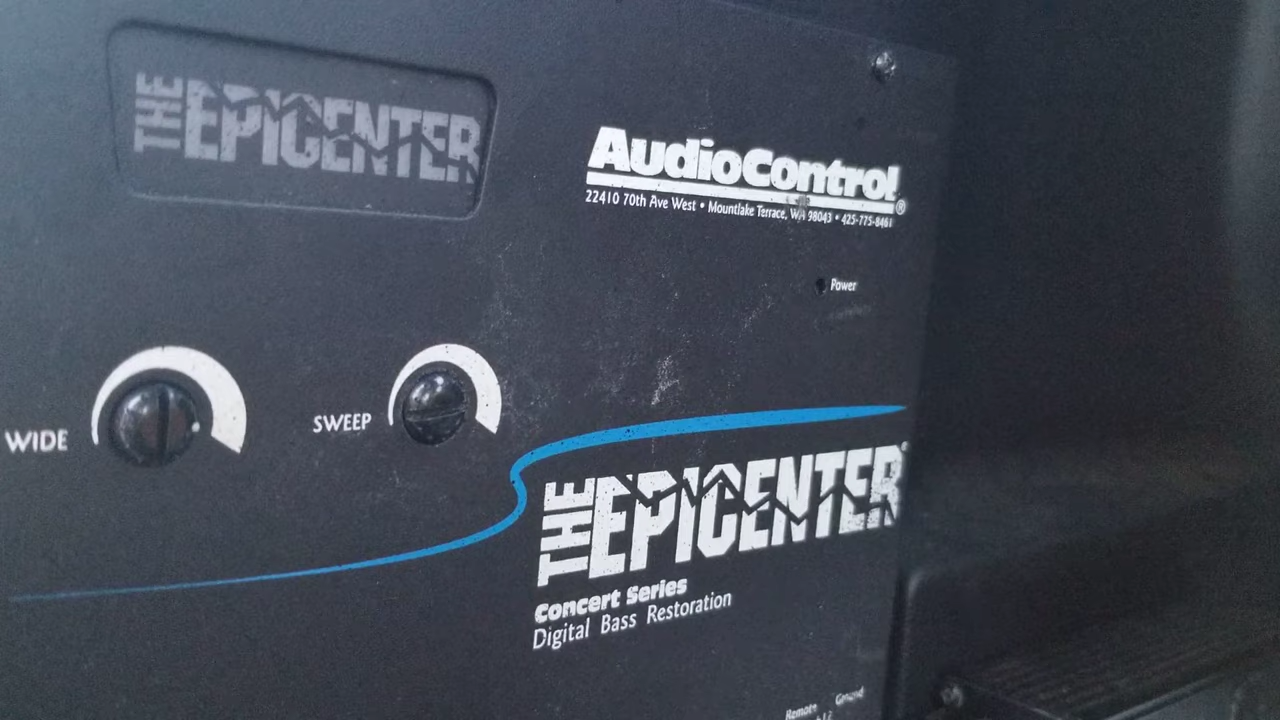 THE EPICENTER
AudioControl®
22410 70th Ave West • Mountlake Terrace, WA 98043 • 425-775-8461
Power
WIDE
SWEEP
THE EPICENTER
Concert Series
Digital Bass Restoration
Remote Ground